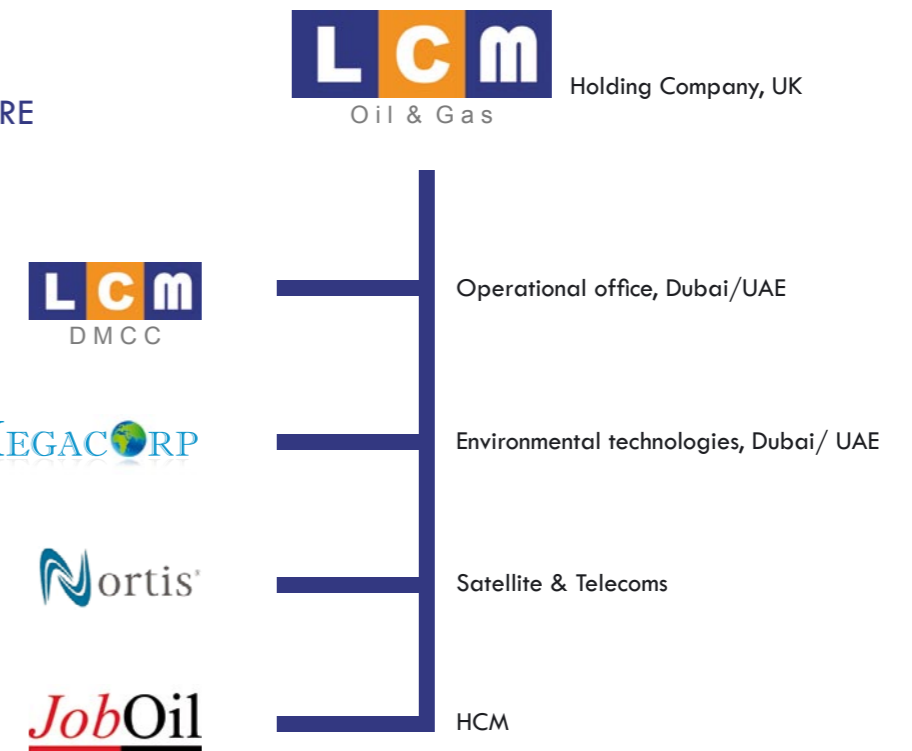 LCM
Oil & Gas
Holding Company, UK
RE
LCM
DMCC
Operational office, Dubai/UAE
EGACORP
Environmental technologies, Dubai/ UAE
Nortis
Satellite & Telecoms
JobOil
HCM